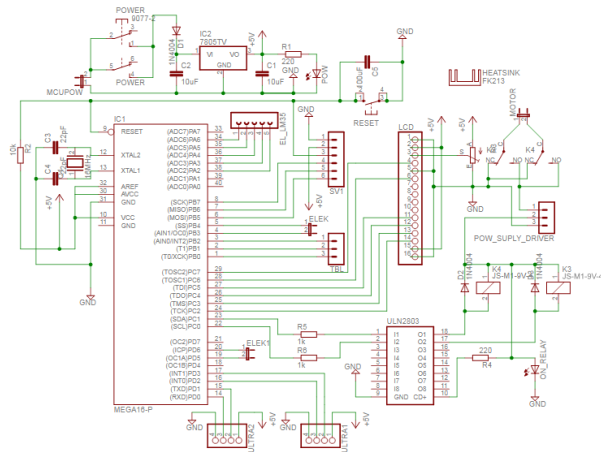 POWER
9077-2
POWER
MCUPOW
1N4004
D1
IC2
7805TV
VI
VO
GND
C2
10uF
C1
10uF
+5V
R1
220
POW
GND
C5
GND
RESET
HEATSINK
FK213
MOTOR
IC1
RESET
XTAL2
XTAL1
AREF
AVCC
GND
VCC
GND
R2
10k
C3
22pF
C4
16MHz
+5V
GND
(ADC7)PA7
(ADC6)PA6
(ADC5)PA5
(ADC4)PA4
(ADC3)PA3
(ADC2)PA2
(ADC1)PA1
(ADC0)PA0
(SCK)PB7
(MISO)PB6
(MOSI)PB5
(SS)PB4
(AIN1/OC0)PB3
(AIN0/INT2)PB2
(T1)PB1
(T0/XCK)PB0
(TOSC2)PC7
(TOSC1)PC6
(TDI)PC5
(TDO)PC4
(TMS)PC3
(TCK)PC2
(SDA)PC1
(SCL)PC0
(OC2)PD7
(ICP)PD6
(OC1A)PD5
(OC1B)PD4
(INT1)PD3
(INT0)PD2
(TXD)PD1
(RXD)PD0
MEGA16-P
EL_LM35
GND
SV1
+5V
ELEK
TBL
LCD
+5V
+5V
GND
K4
NC
NO
NC
NO
POW_SUPLY_DRIVER
D2
1N4004
K4
JS-M1-9V-4
1N4004
K3
JS-M1-9V-4
R5
1k
R6
1k
ULN2803
I1
I2
I3
I4
I5
I6
I7
I8
GND
O1
O2
O3
O4
O5
O6
O7
O8
CD+
GND
220
R4
ON_RELAY
GND
ELEK1
GND
ULTRA2
+5V
GND
ULTRA1
+5V